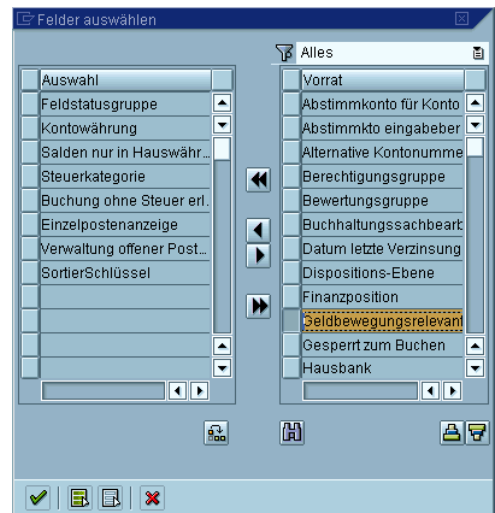 Felder auswählen
Alles
Auswahl
Feldstatusgruppe
Kontowährung
Salden nur in Hauswähr...
Steuerkategorie
Buchung ohne Steuer erl.
Einzelpostenanzeige
Verwaltung offener Post...
SortierSchlüssel
Vorrat
Abstimmkonto für Konto
Abstimmkto eingabeber
Alternative Kontonumme
Berechtigungsgruppe
Bewertungsgruppe
Buchhaltungssachbearb
Datum letzte Verzinsung
Dispositions-Ebene
Finanzposition
Geldbewegungsrelevant
Gesperrt zum Buchen
Hausbank